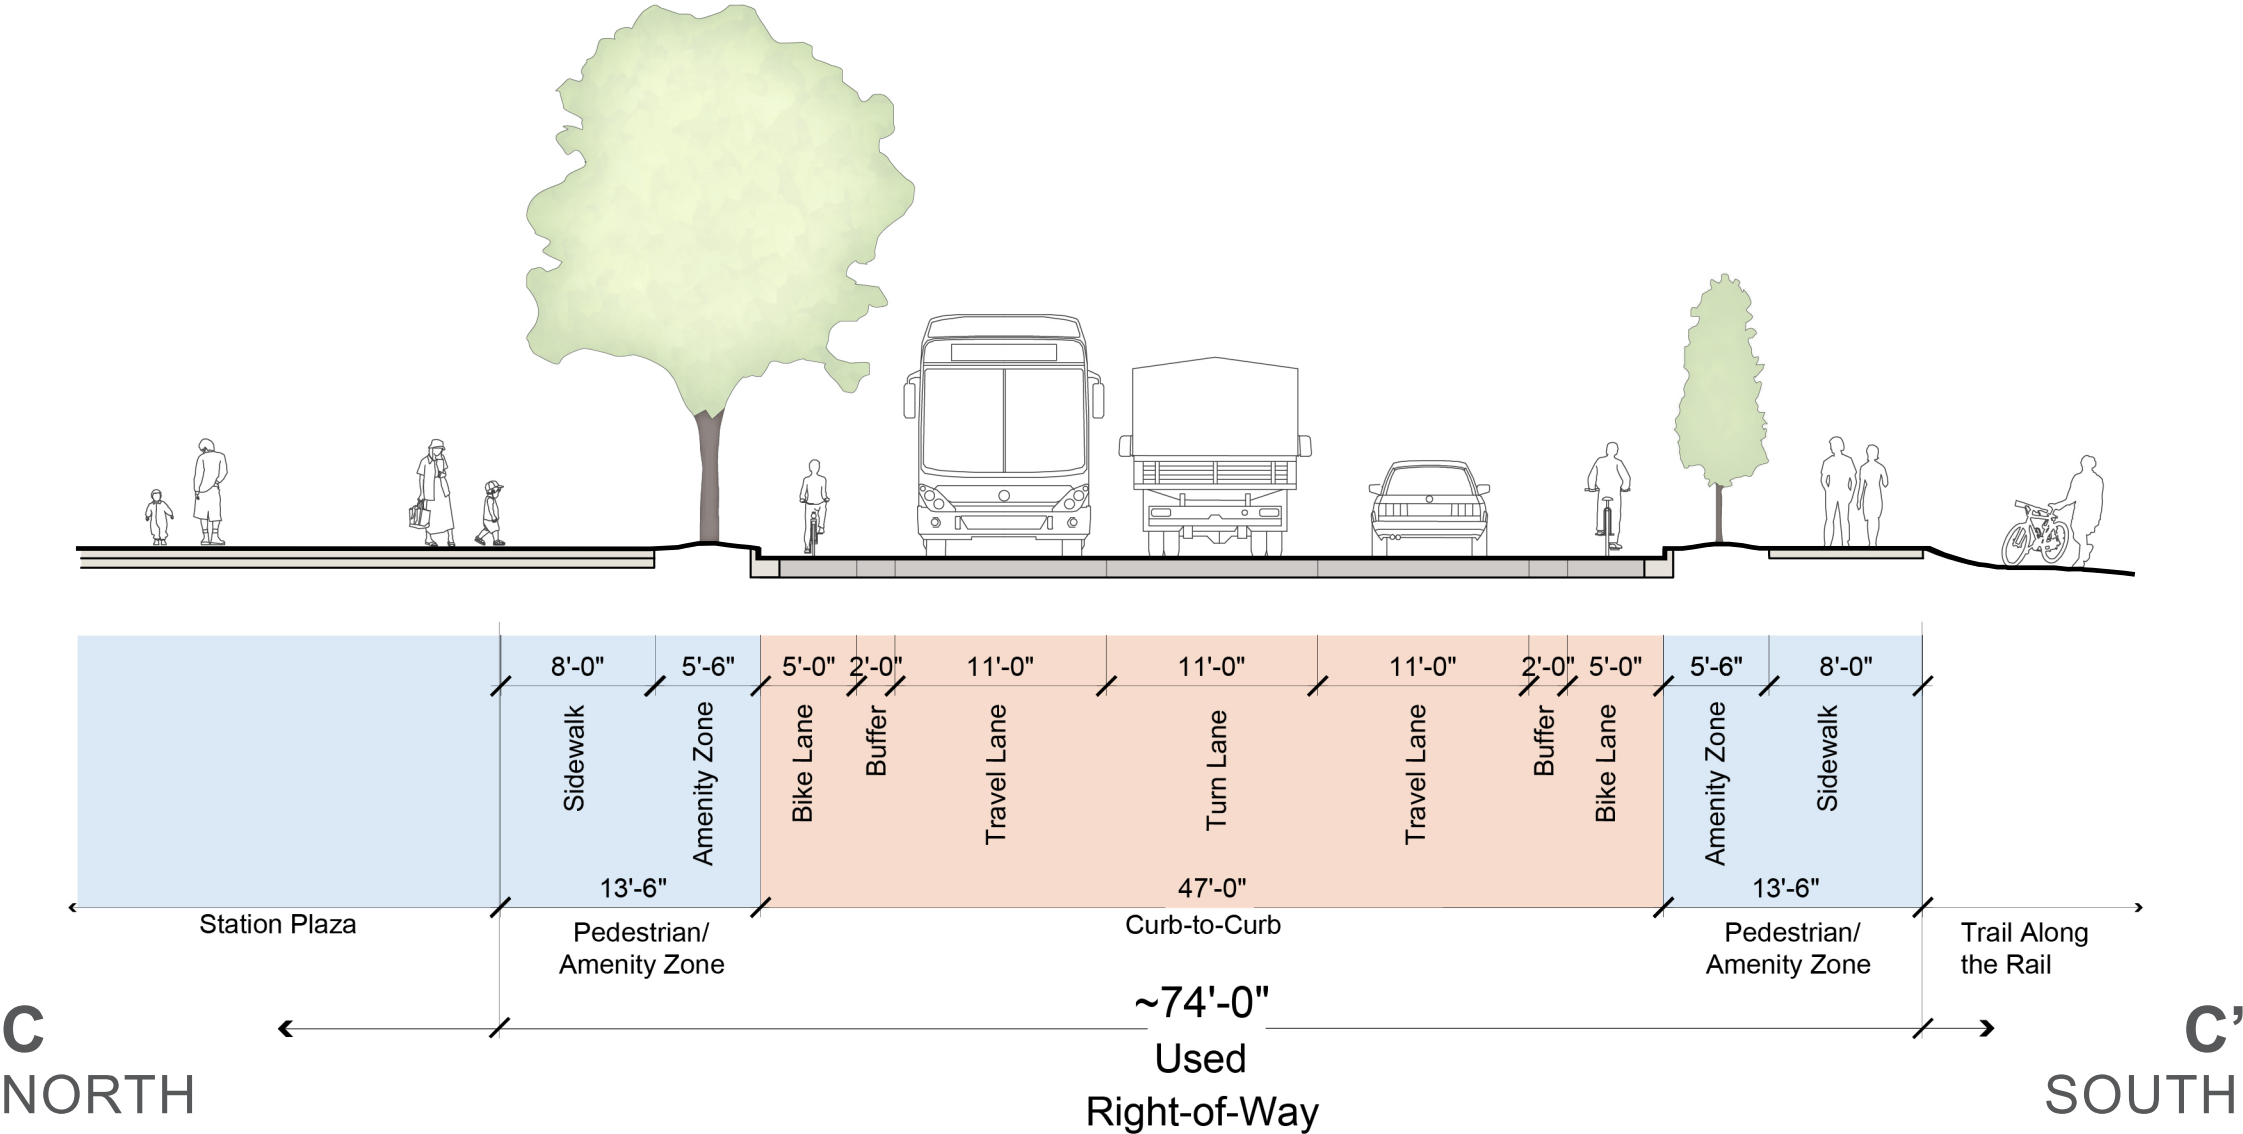 8'-0" 5'-6" 5'-0" 2'-0" 11'-0" 11'-0" 11'-0" 2'-0" 5'-0" 5'-6" 8'-0"
Sidewalk
Amenity Zone
Bike Lane
Buffer
Travel Lane
Turn Lane
Travel Lane
Buffer
Bike Lane
Amenity Zone
Sidewalk
13'-6" 47'-0" 13'-6"
Station Plaza
Pedestrian/
Amenity Zone
Curb-to-Curb
Pedestrian/
Amenity Zone
Trail Along
the Rail
~74'-0"
Used
Right-of-Way
C
NORTH
C’
SOUTH